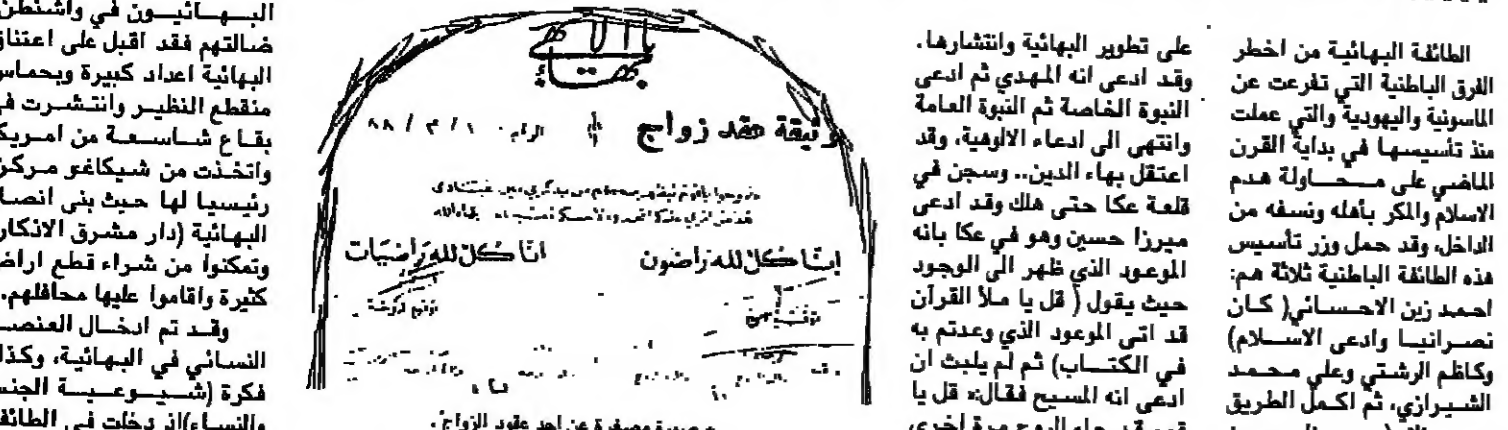 الطائفة البهائية من اخطر
الفرق الباطنية التي تفرعت عن
الماسونية واليهودية والتي عملت
منذ تأسيسها في بداية القرن
الماضي على محاولة هدم
الاسلام والمكر بأهله ونسفه من
الداخل، وقد حمل وزر تأسيس
هذه الطائفة الباطنية ثلاثة هم:
احمد زين الاحسائي( كان
نصرانيا وادعى الاسلام)
وكاظم الرشتي وعلي محمد
الشيرازي، ثم اكمل الطريق
على تطوير البهائية وانتشارها.
وقد ادعى انه المهدي ثم ادعى
النبوة الخاصة ثم النبوة العامة
وانتهى الى ادعاء الالوهية، وقد
اعتقل بهاء الدين.. وسجن في
قلعة عكا حتى هلك وقد ادعى
ميرزا حسين وهو في عكا بانه
الموعود الذي ظهر الى الوجود
حيث يقول ( قل يا ملأ القرآن
قد اتى الموعود الذي وعدتم به
في الكتاب) ثم لم يلبث ان
ادعى انه المسيح فقال:« قل يا
قوم قد جاء الروح مرة اخرى
وثيقة عقد زواج
انا كل لله راضون
انا كل لله راضيات
توقيع الزوجة
صورة مصغرة عن احد عقود الزواج.
البهائيون في واشنطن
ضالتهم فقد اقبل على اعتناق
البهائية اعداد كبيرة وبحماس
منقطع النظير وانتشرت في
بقاع شاسعة من امريكا
واتخذت من شيكاغو مركزا
رئيسيا لها حيث بنى انصار
البهائية (دار مشرق الاذكار)
وتمكنوا من شراء قطع اراض
كثيرة واقاموا عليها محافلهم.
وقد تم ادخال العنصر
النسائي في البهائية، وكذلك
فكرة (شيوعية الجنس
والنساء)اذ دخلت في الطائفة